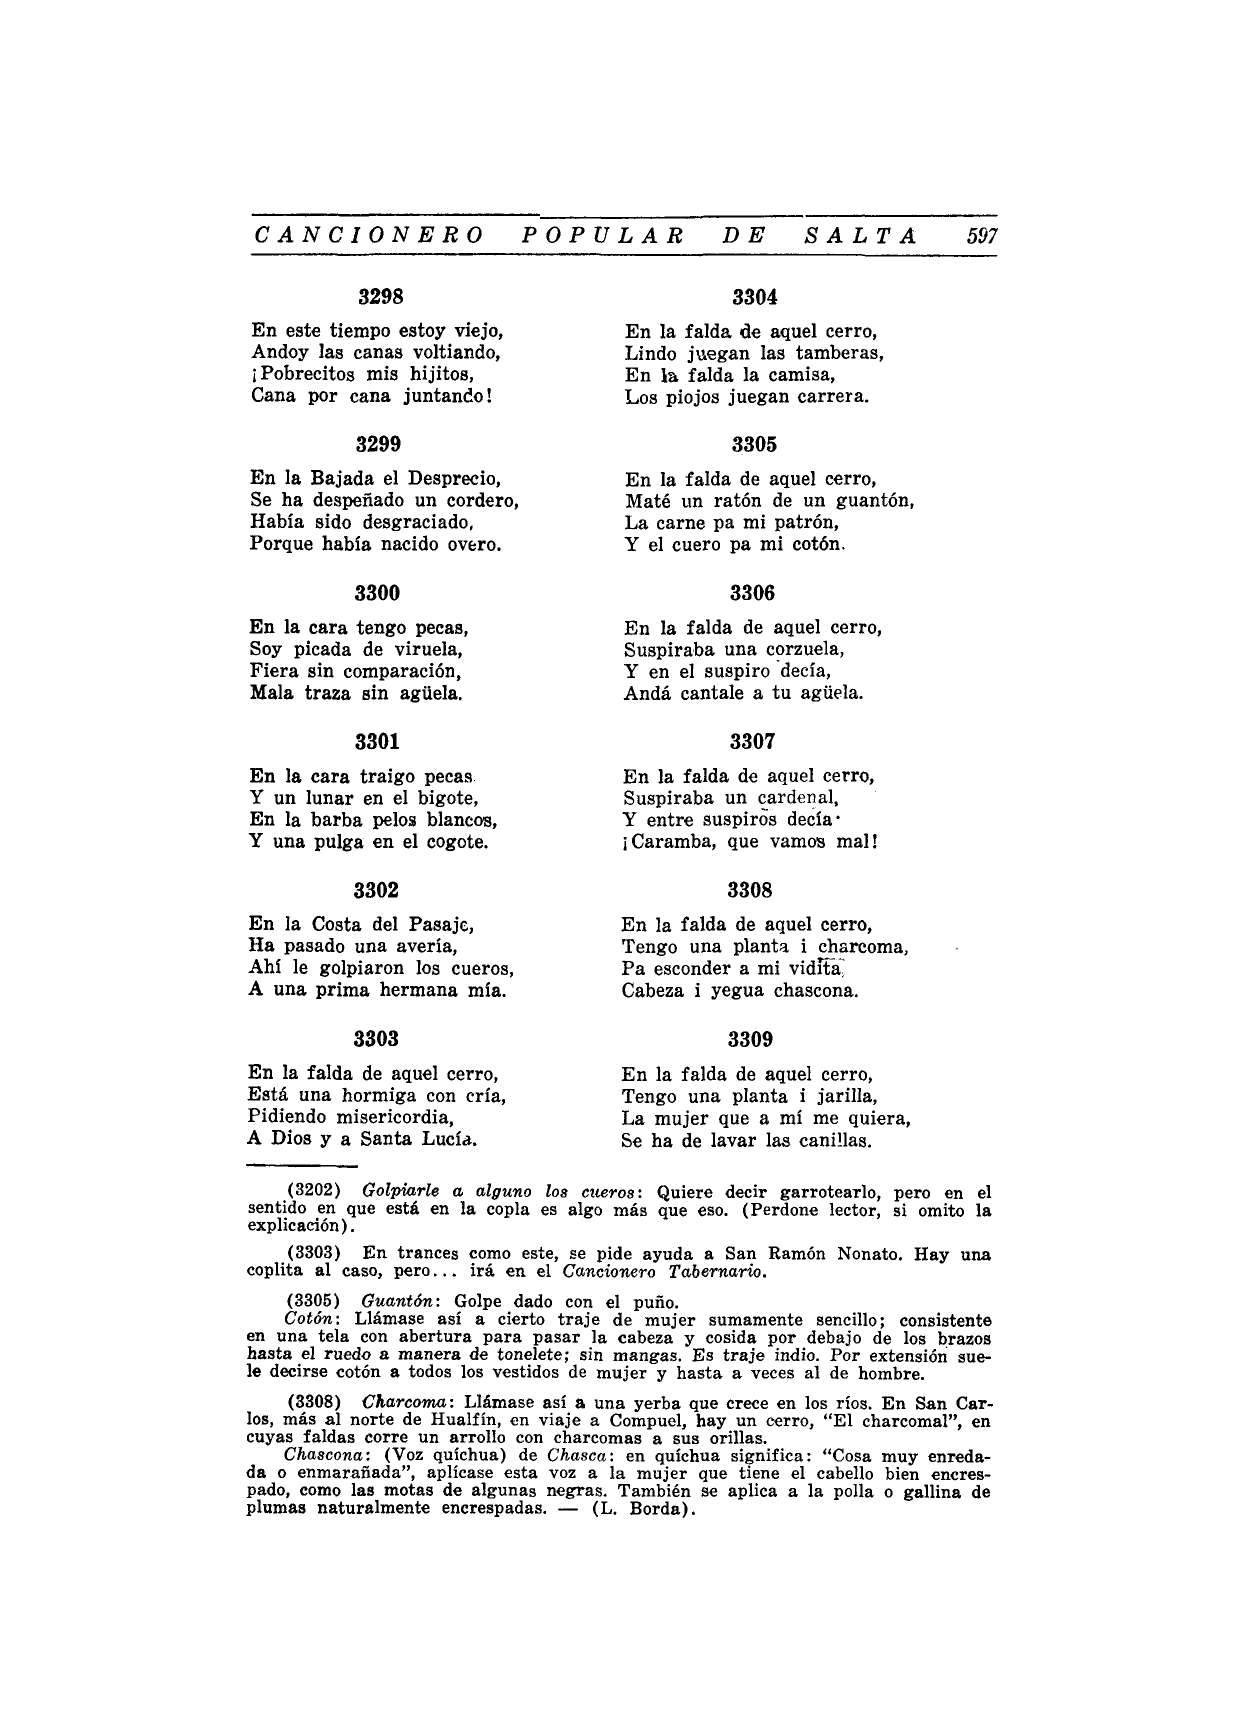 CANCIONERO POPULAR DE SALTA 597
3298
En este tiempo estoy viejo,
Andoy las canas voltiando,
¡Pobrecitos mis hijitos,
Cana por cana juntando!
3299
En la Bajada el Desprecio,
Se ha despeñado un cordero,
Había sido desgraciado,
Porque había nacido overo.
3300
En la cara tengo pecas,
Soy picada de viruela,
Fiera sin comparación,
Mala traza sin agüela.
3301
En la cara traigo pecas
Y un lunar en el bigote,
En la barba pelos blancos,
Y una pulga en el cogote.
3302
En la Costa del Pasaje,
Ha pasado una avería,
Ahí le golpiaron los cueros,
A una prima hermana mía.
3303
En la falda de aquel cerro,
Está una hormiga con cría,
Pidiendo misericordia,
A Dios y a Santa Lucía.
3304
En la falda de aquel cerro,
Lindo juegan las tamberas,
En la falda la camisa,
Los piojos juegan carrera.
3305
En la falda de aquel cerro,
Maté un ratón de un guantón,
La carne pa mi patrón,
Y el cuero pa mi cotón.
3306
En la falda de aquel cerro,
Suspiraba una corzuela,
Y en el suspiro decía,
Andá cantale a tu agüela.
3307
En la falda de aquel cerro,
Suspiraba un cardenal,
Y entre suspiros decía·
¡Caramba, que vamos mal!
3308
En la falda de aquel cerro,
Tengo una planta i charcoma,
Pa esconder a mi vidita,
Cabeza i yegua chascona.
3309
En la falda de aquel cerro,
Tengo una planta i jarilla,
La mujer que a mí me quiera,
Se ha de lavar las canillas.
(3202) Golpiarle a alguno los cueros: Quiere decir garrotearlo, pero en el
sentido en que está en la copla es algo más que eso. (Perdone lector, si omito la
explicación).
(3303) En trances como este, se pide ayuda a San Ramón Nonato. Hay una
coplita al caso, pero... irá en el Cancionero Tabernario.
(3305) Guantón: Golpe dado con el puño.
Cotón: Llámase así a cierto traje de mujer sumamente sencillo; consistente
en una tela con abertura para pasar la cabeza y cosida por debajo de los brazos
hasta el ruedo a manera de tonelete; sin mangas. Es traje indio. Por extensión sue-
le decirse cotón a todos los vestidos de mujer y hasta a veces al de hombre.
(3308) Charcoma: Llámase así a una yerba que crece en los ríos. En San Car-
los, más al norte de Hualfín, en viaje a Compuel, hay un cerro, "El charcomal", en
cuyas faldas corre un arrollo con charcomas a sus orillas.
Chascona: (Voz quíchua) de Chasca: en quíchua significa: "Cosa muy enreda-
da o enmarañada", aplícase esta voz a la mujer que tiene el cabello bien encres-
pado, como las motas de algunas negras. También se aplica a la polla o gallina de
plumas naturalmente encrespadas. — (L. Borda).